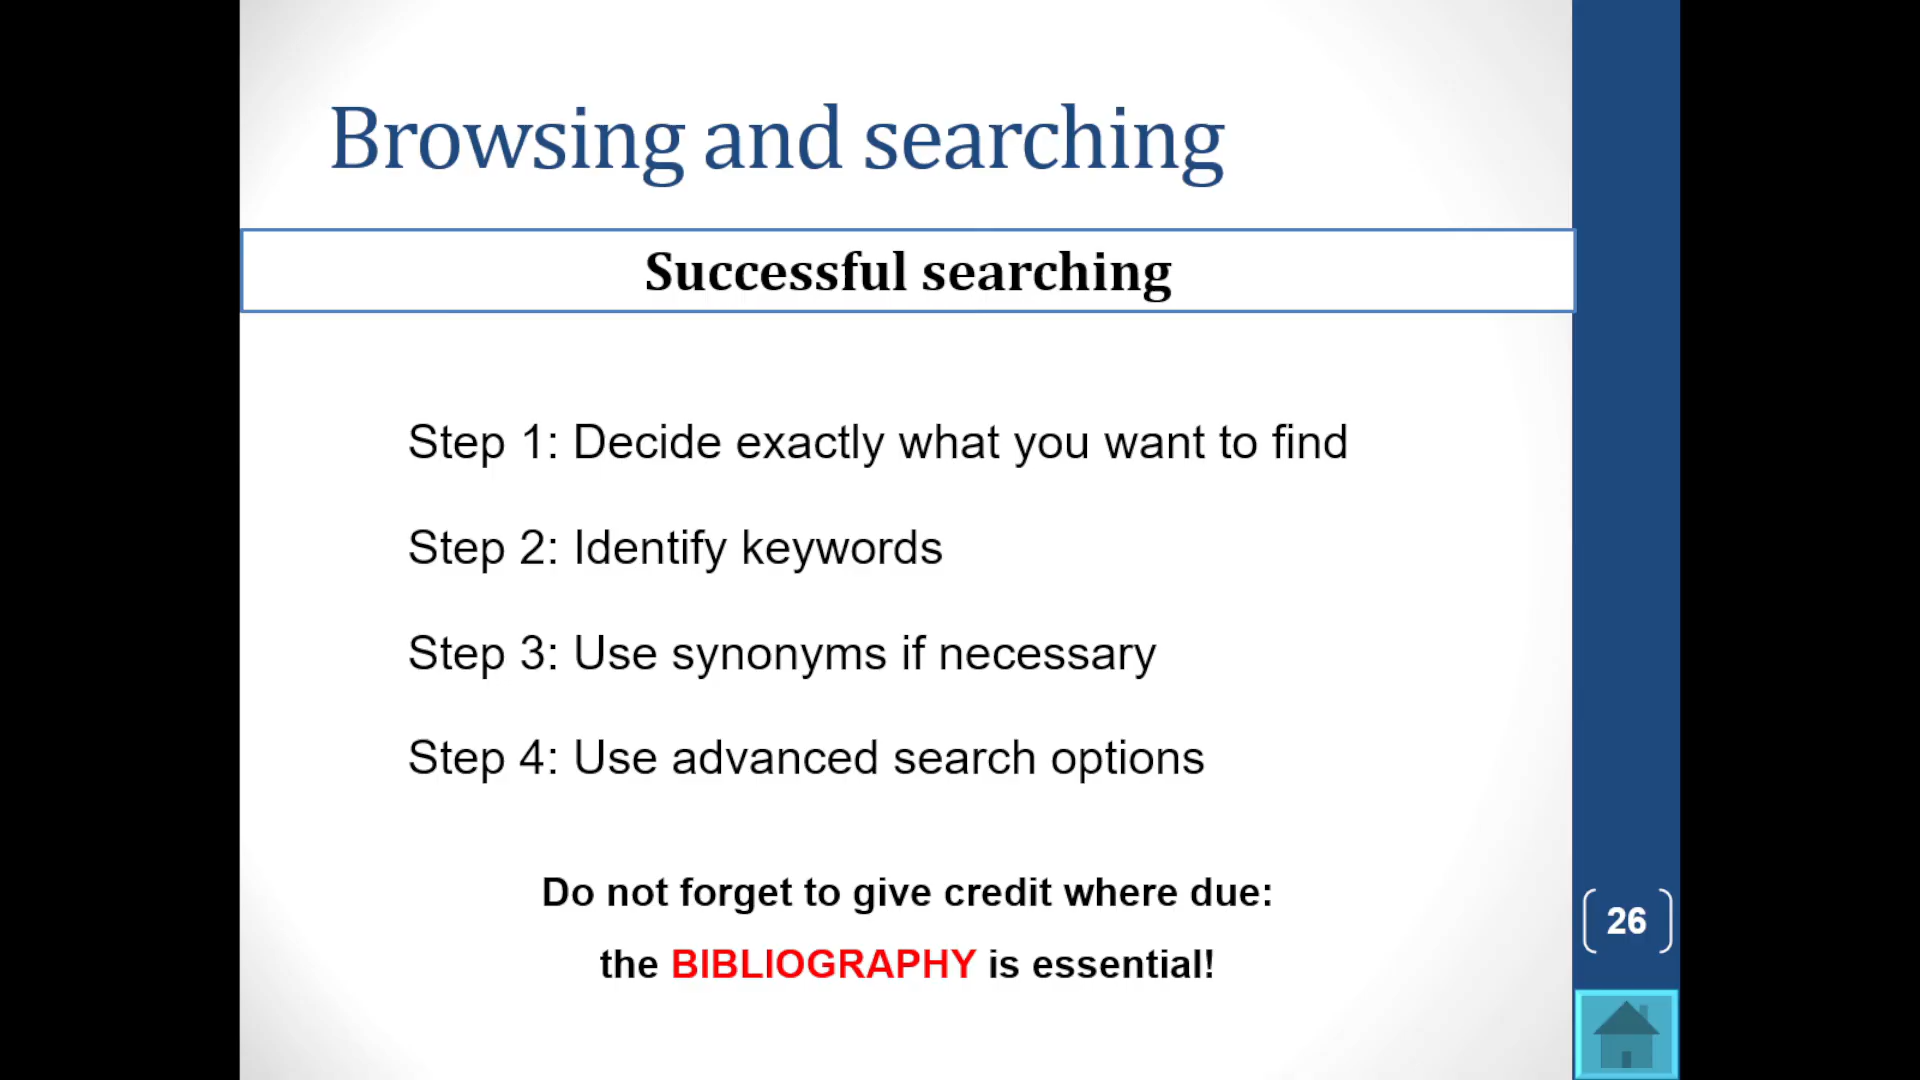 Browsing and searching
Successful searching
Step 1: Decide exactly what you want to find
Step 2: Identify keywords
Step 3: Use synonyms if necessary
Step 4: Use advanced search options
Do not forget to give credit where due:
the BIBLIOGRAPHY is essential!
26